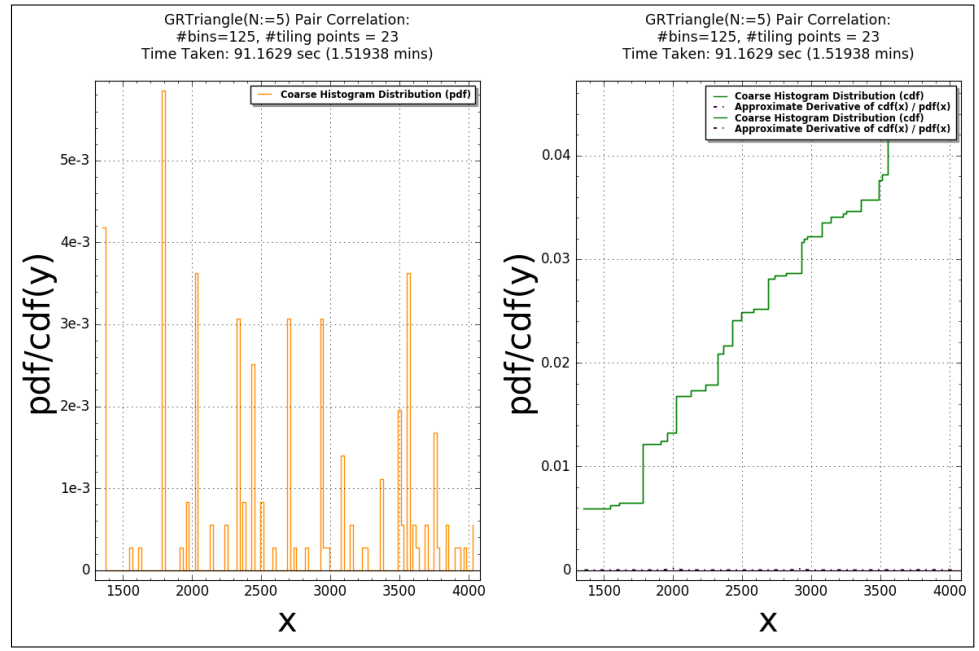 GRTriangle(N:=5) Pair Correlation:
#bins=125, #tiling points = 23
Time Taken: 91.1629 sec (1.51938 mins)
Coarse Histogram Distribution (pdf)
5e-3
4e-3
3e-3
2e-3
1e-3
0
pdf/cdf(y)
1500 2000 2500 3000 3500 4000
x
GRTriangle(N:=5) Pair Correlation:
#bins=125, #tiling points = 23
Time Taken: 91.1629 sec (1.51938 mins)
Coarse Histogram Distribution (cdf)
Approximate Derivative of cdf(x) / pdf(x)
Coarse Histogram Distribution (cdf)
Approximate Derivative of cdf(x) / pdf(x)
0.04
0.03
0.02
0.01
0
pdf/cdf(y)
1500 2000 2500 3000 3500 4000
x